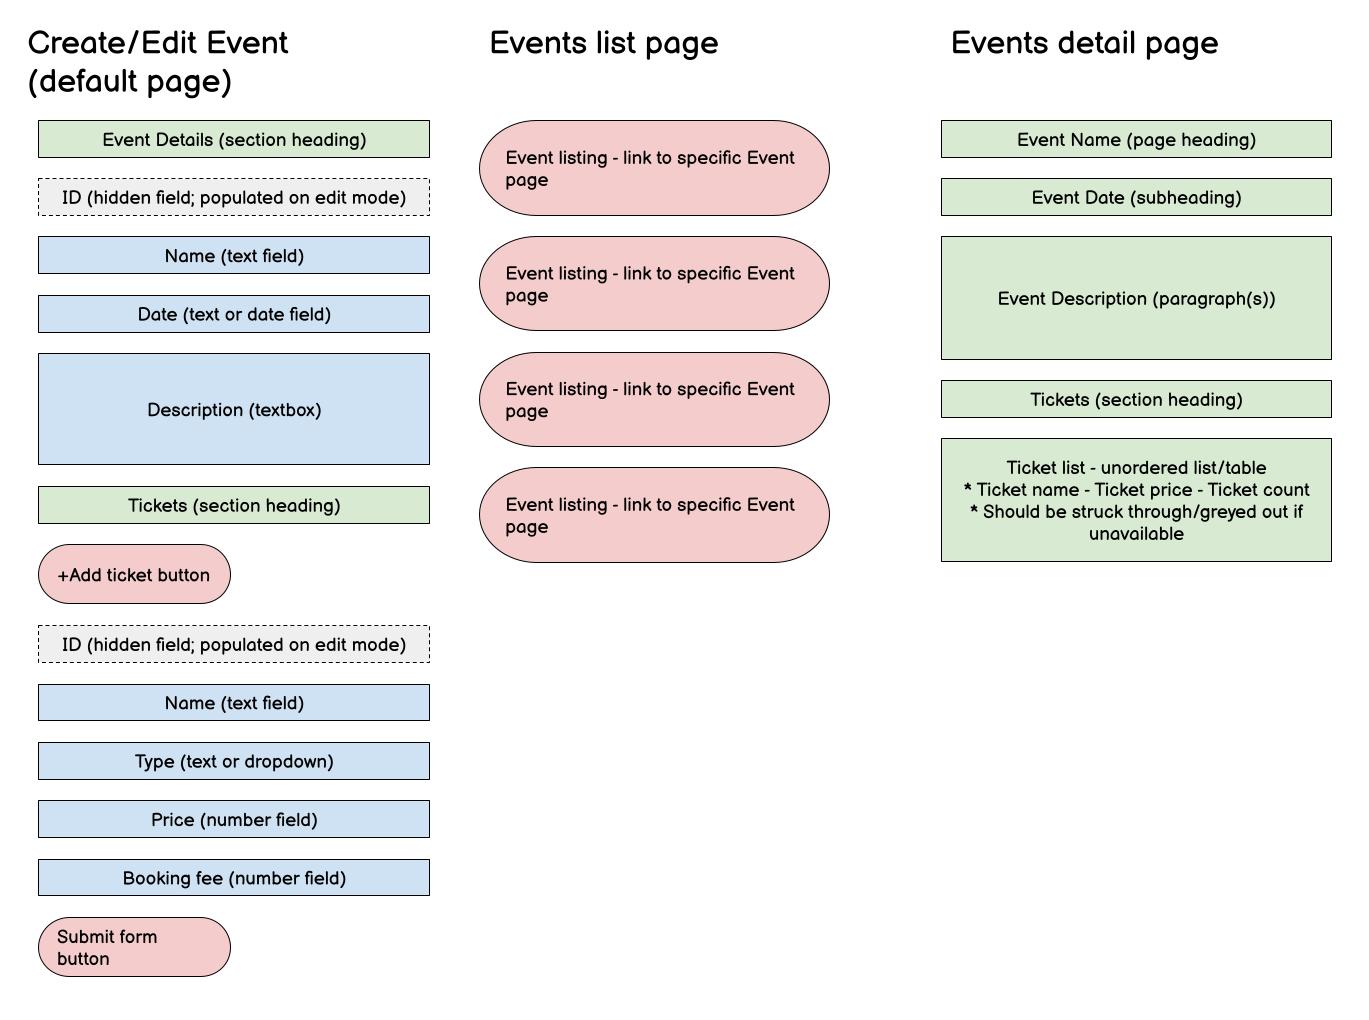 Create/Edit Event
(default page)
Event Details (section heading)
ID (hidden field; populated on edit mode)
Name (text field)
Date (text or date field)
Description (textbox)
Tickets (section heading)
+Add ticket button
ID (hidden field; populated on edit mode)
Name (text field)
Type (text or dropdown)
Price (number field)
Booking fee (number field)
Submit form
button
Events list page
Event listing - link to specific Event
page
Event listing - link to specific Event
page
Event listing - link to specific Event
page
Event listing - link to specific Event
page
Events detail page
Event Name (page heading)
Event Date (subheading)
Event Description (paragraph(s))
Tickets (section heading)
Ticket list - unordered list/table
* Ticket name - Ticket price - Ticket count
* Should be struck through/greyed out if
unavailable